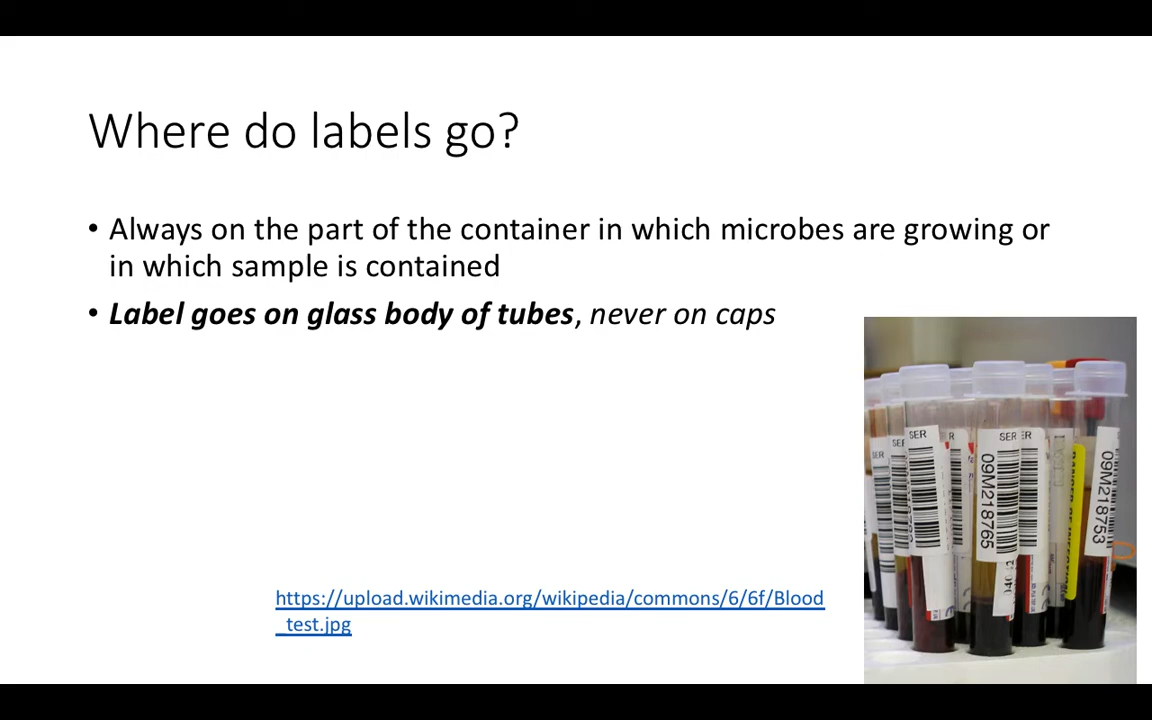 Where do labels go?
• Always on the part of the container in which microbes are growing or
in which sample is contained
• Label goes on glass body of tubes, never on caps
https://upload.wikimedia.org/wikipedia/commons/6/6f/Blood
_test.jpg
SER
SER
SER
SER
09M218765
09M218753